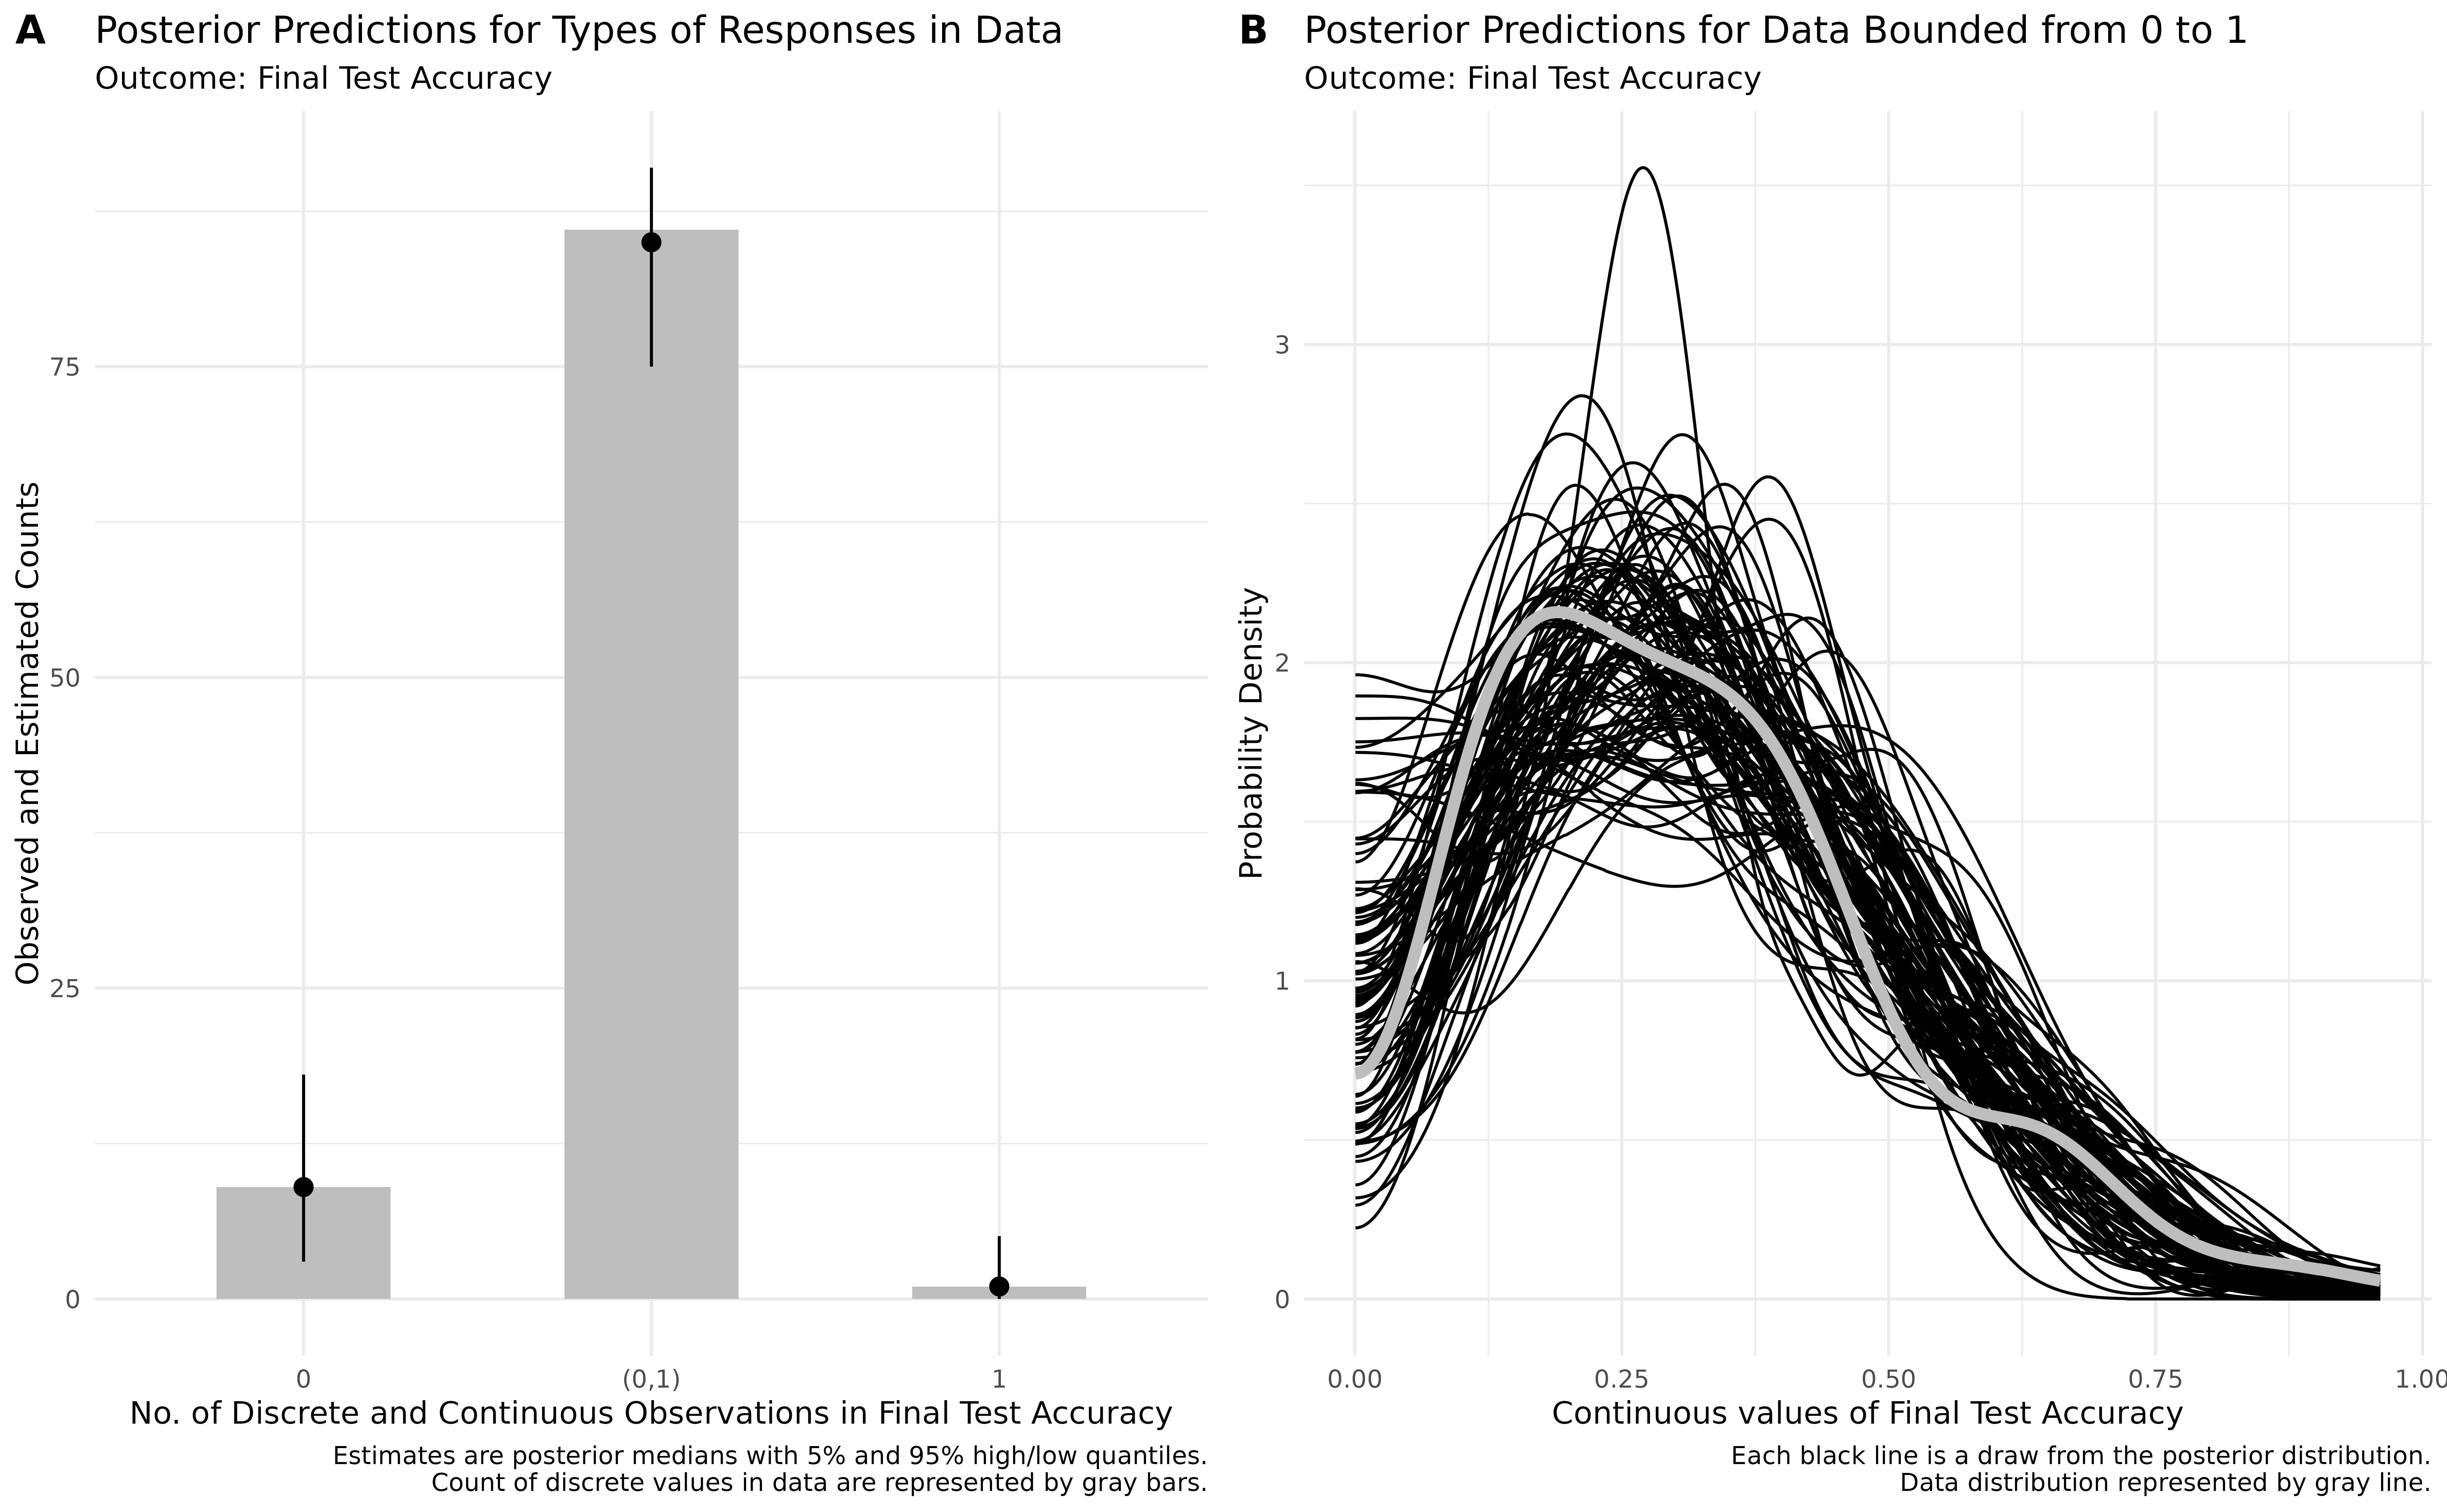 A Posterior Predictions for Types of Responses in Data
Outcome: Final Test Accuracy
Observed and Estimated Counts
75
50
25
0
0 (0,1) 1
No. of Discrete and Continuous Observations in Final Test Accuracy
Estimates are posterior medians with 5% and 95% high/low quantiles.
Count of discrete values in data are represented by gray bars.
B Posterior Predictions for Data Bounded from 0 to 1
Outcome: Final Test Accuracy
Probability Density
3
2
1
0
0.00 0.25 0.50 0.75 1.00
Continuous values of Final Test Accuracy
Each black line is a draw from the posterior distribution.
Data distribution represented by gray line.